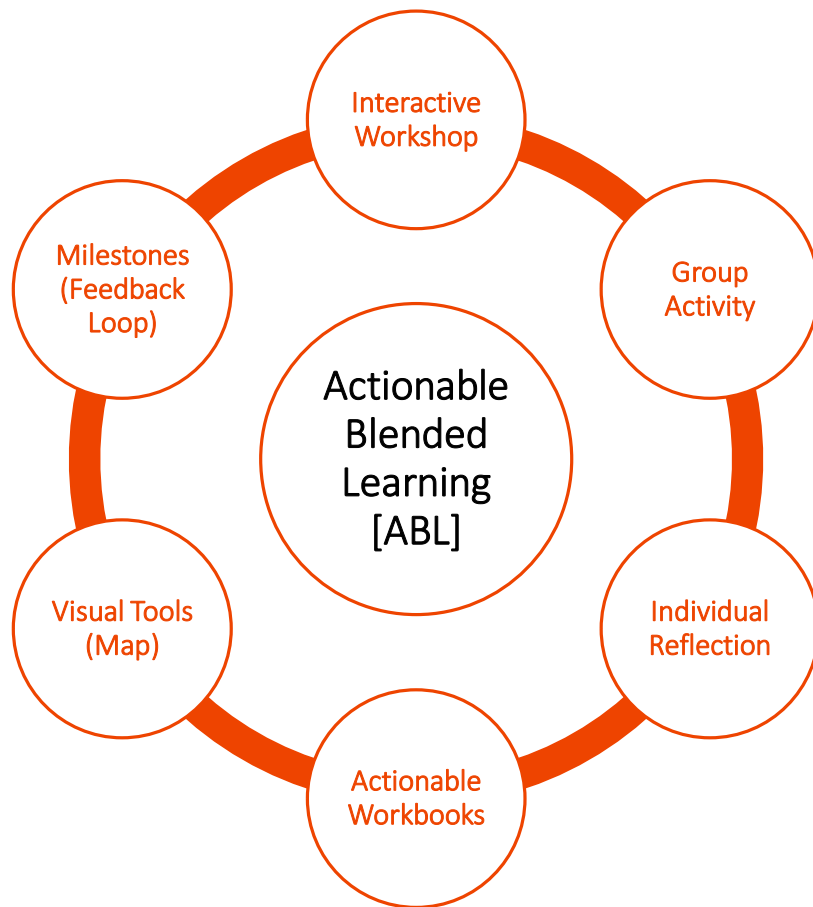 Interactive
Workshop
Group
Activity
Individual
Reflection
Actionable
Workbooks
Visual Tools
(Map)
Milestones
(Feedback
Loop)
Actionable
Blended
Learning
[ABL]